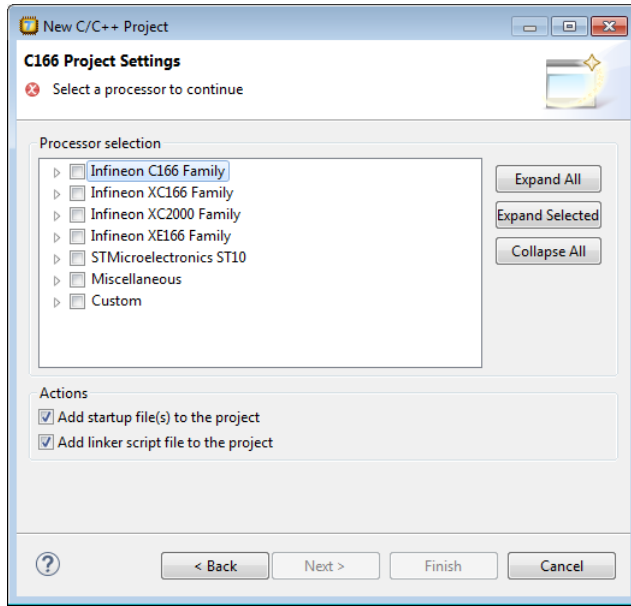 New C/C++ Project
C166 Project Settings
Select a processor to continue
Processor selection
Infineon C166 Family
Infineon XC166 Family
Infineon XC2000 Family
Infineon XE166 Family
STMicroelectronics ST10
Miscellaneous
Custom
Expand All
Expand Selected
Collapse All
Actions
Add startup file(s) to the project
Add linker script file to the project
< Back
Next >
Finish
Cancel